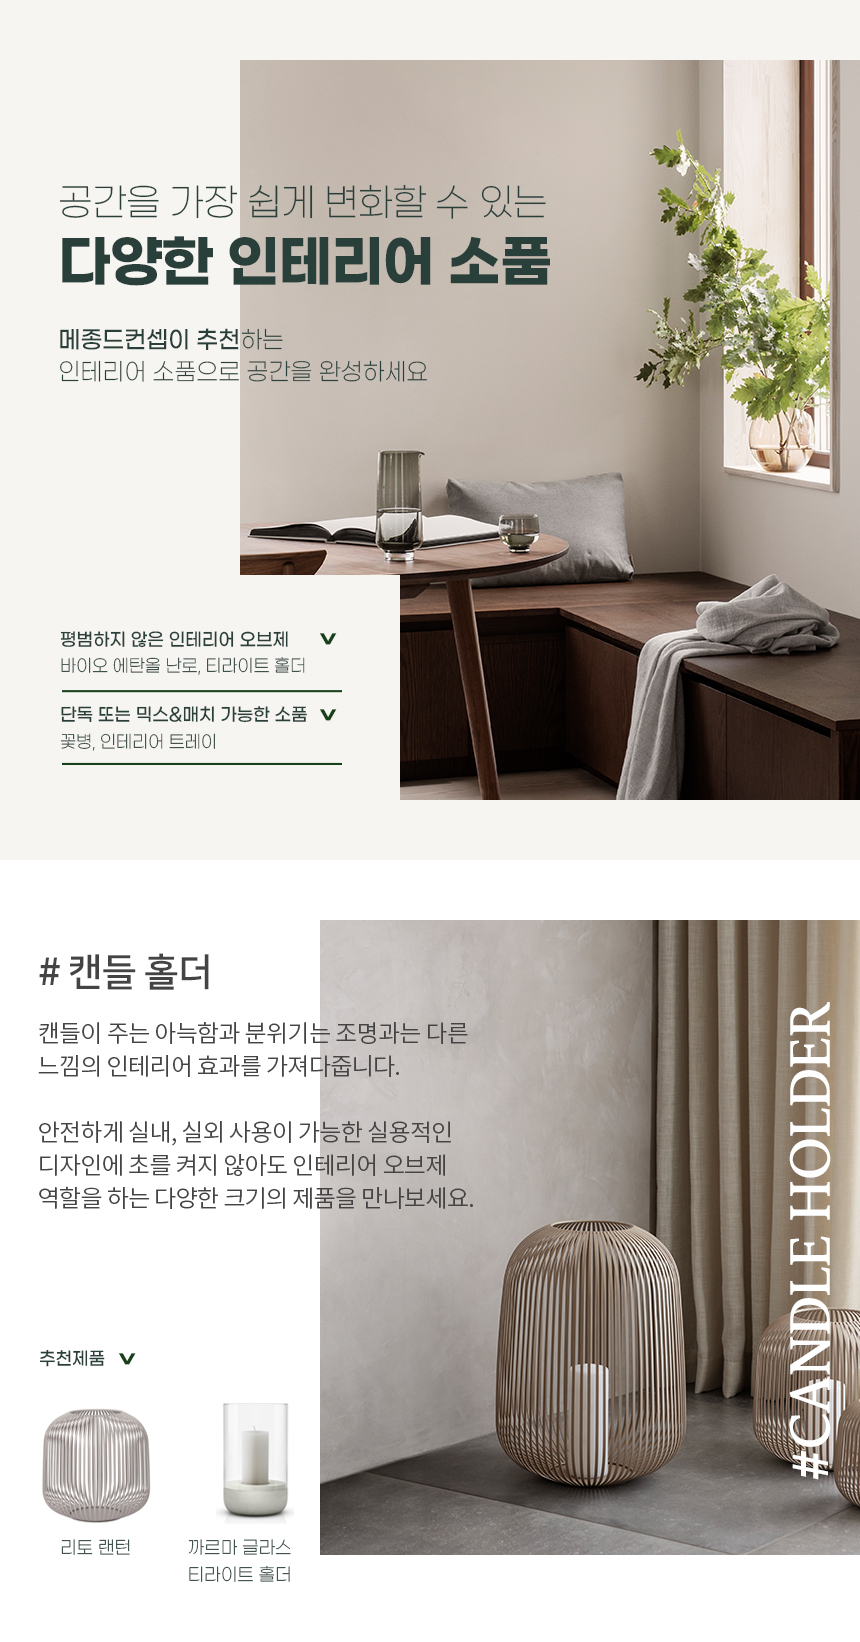 공간을 가장 쉽게 변화할 수 있는
다양한 인테리어 소품
메종드컨셉이 추천하는
인테리어 소품으로 공간을 완성하세요
평범하지 않은 인테리어 오브제
바이오 에탄올 난로, 티라이트 홀더
단독 또는 믹스&매치 가능한 소품
꽃병, 인테리어 트레이
# 캔들 홀더
캔들이 주는 아늑함과 분위기는 조명과는 다른
느낌의 인테리어 효과를 가져다줍니다.
안전하게 실내, 실외 사용이 가능한 실용적인
디자인에 초를 켜지 않아도 인테리어 오브제
역할을 하는 다양한 크기의 제품을 만나보세요.
#CANDLE HOLDER
추천제품
리토 랜턴
까르마 글라스
티라이트 홀더